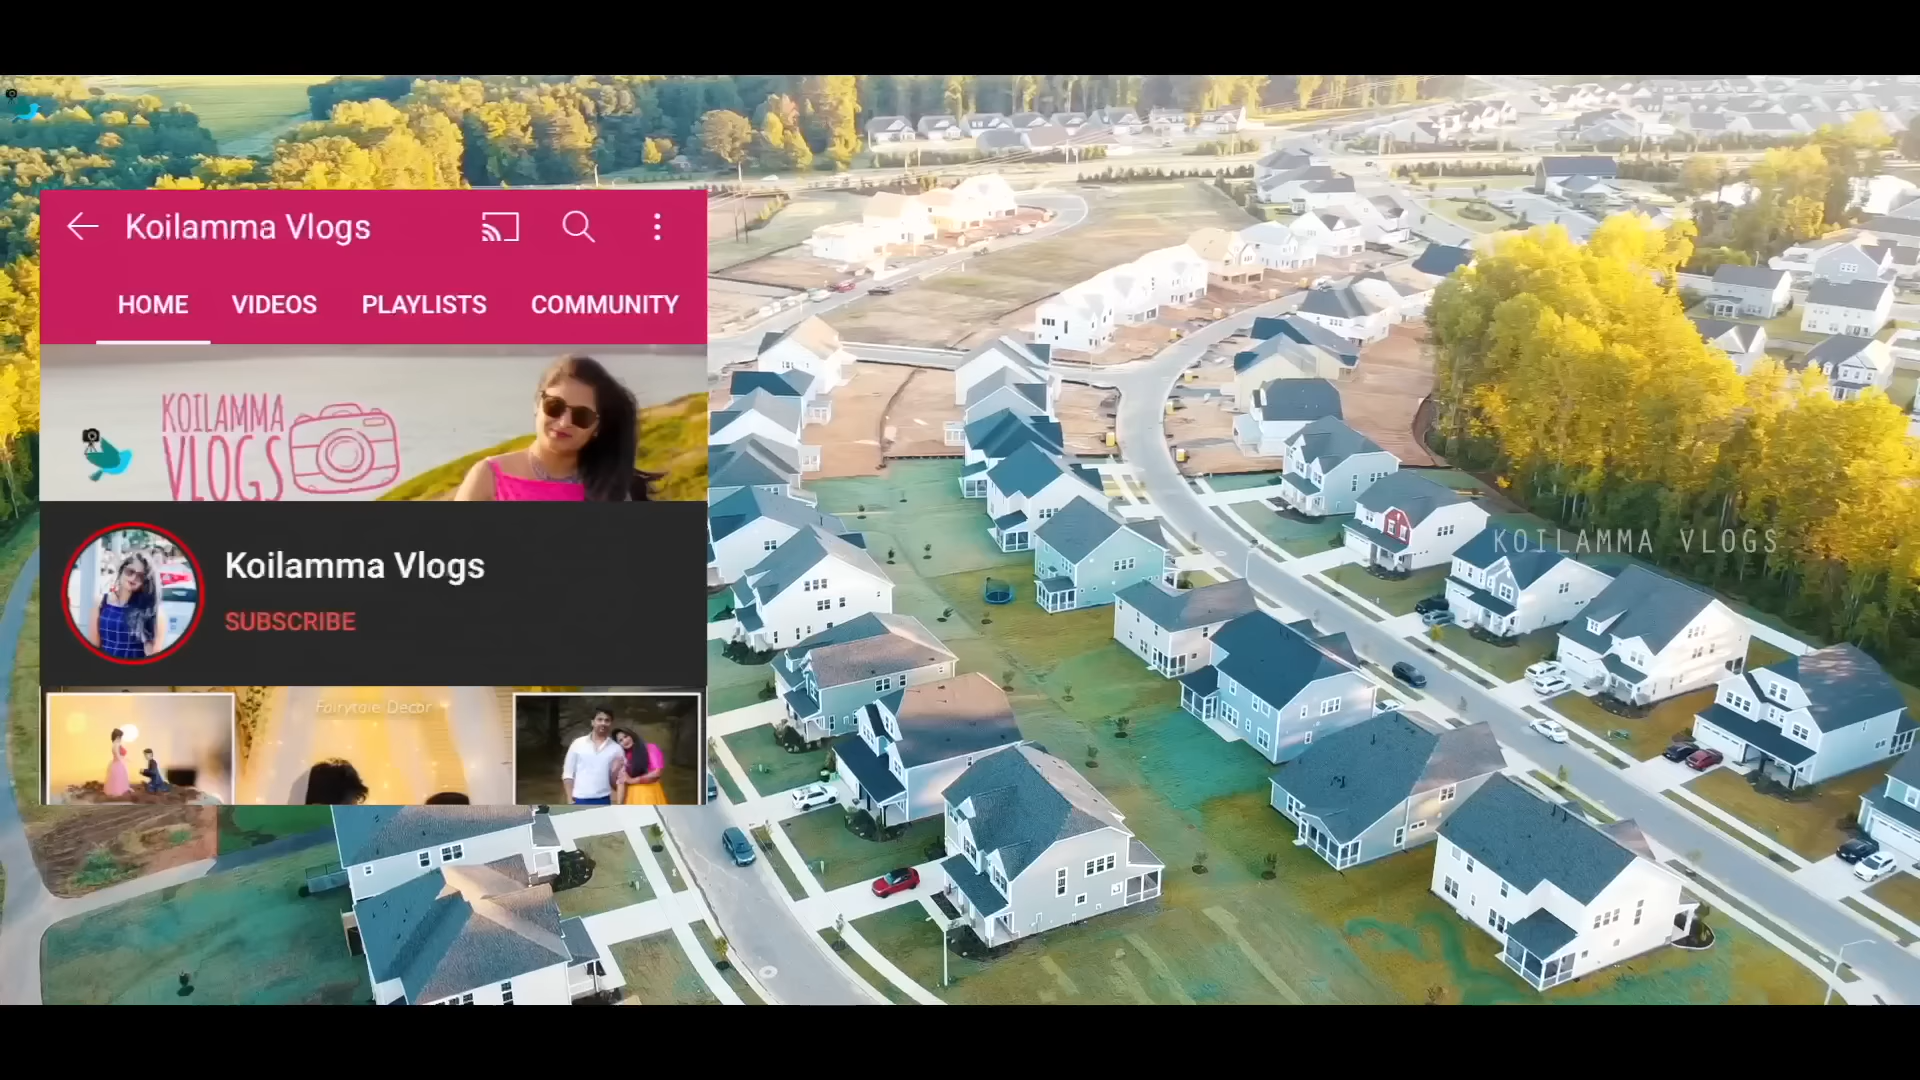 Koilamma Vlogs
HOME VIDEOS PLAYLISTS COMMUNITY
KOILAMMA
VLOGS
Koilamma Vlogs
SUBSCRIBE
Fairytale Decor
KOILAMMA VLOGS